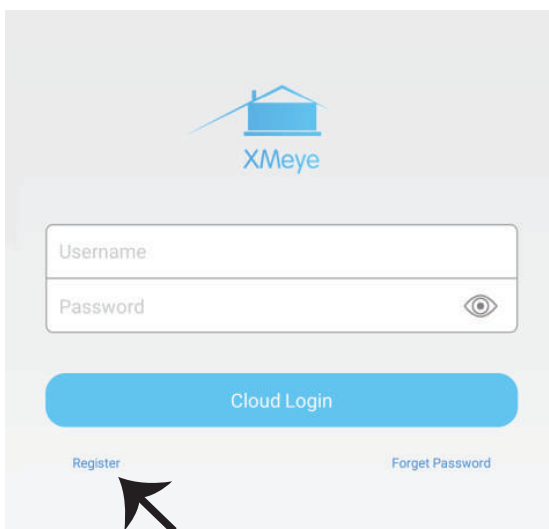 XMeye
Username
Password
Cloud Login
Register
Forget Password